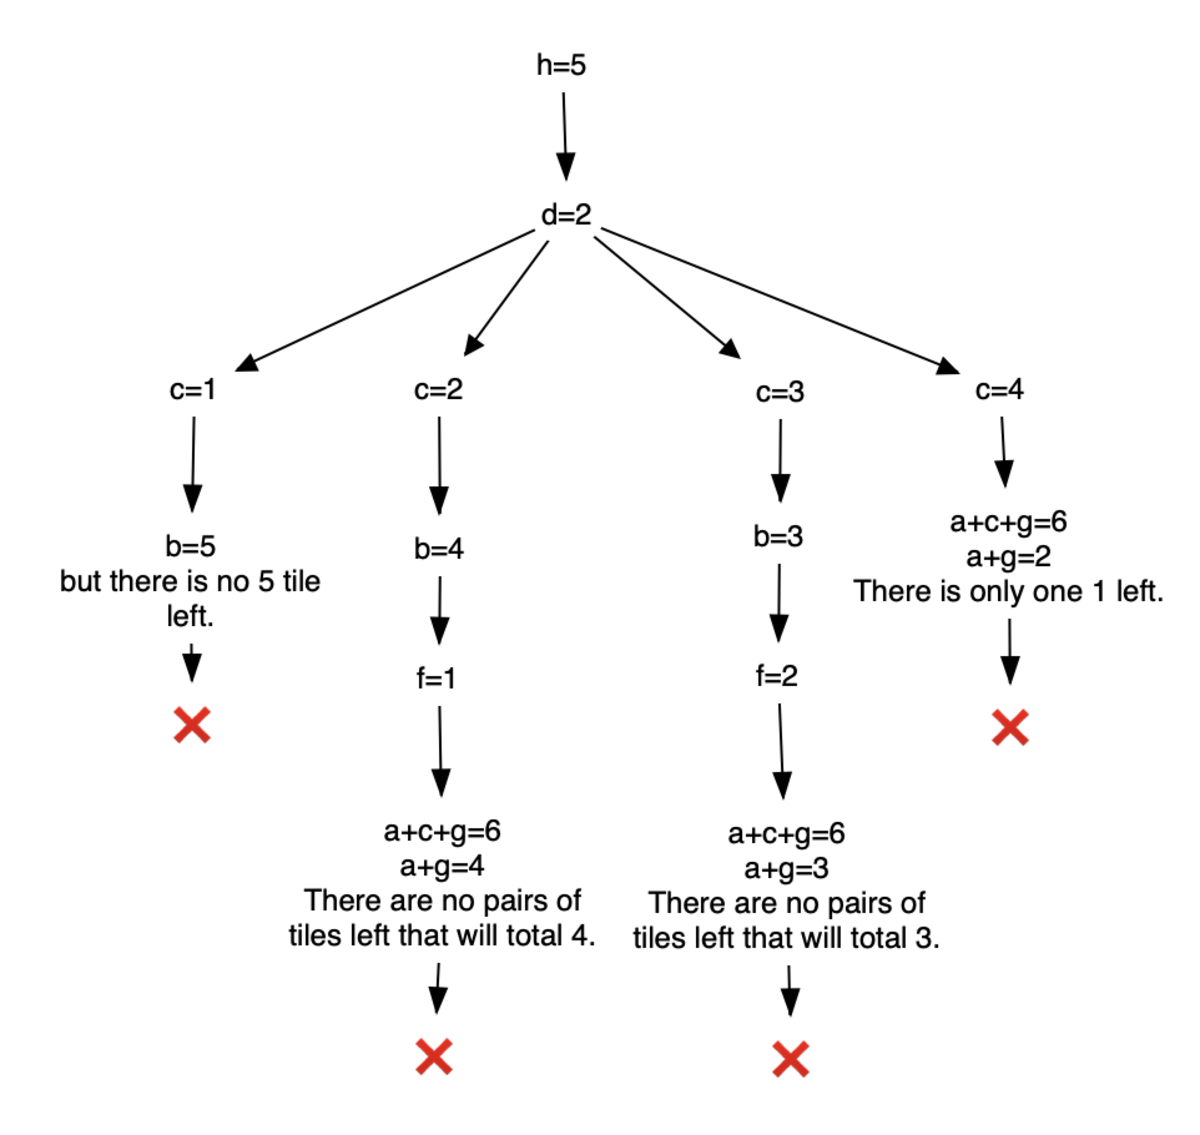 h=5
d=2
c=1
c=2
c=3
c=4
b=5
but there is no 5 tile
left.
b=4
f=1
a+c+g=6
a+g=4
There are no pairs of
tiles left that will total 4.
b=3
f=2
a+c+g=6
a+g=3
There are no pairs of
tiles left that will total 3.
a+c+g=6
a+g=2
There is only one 1 left.